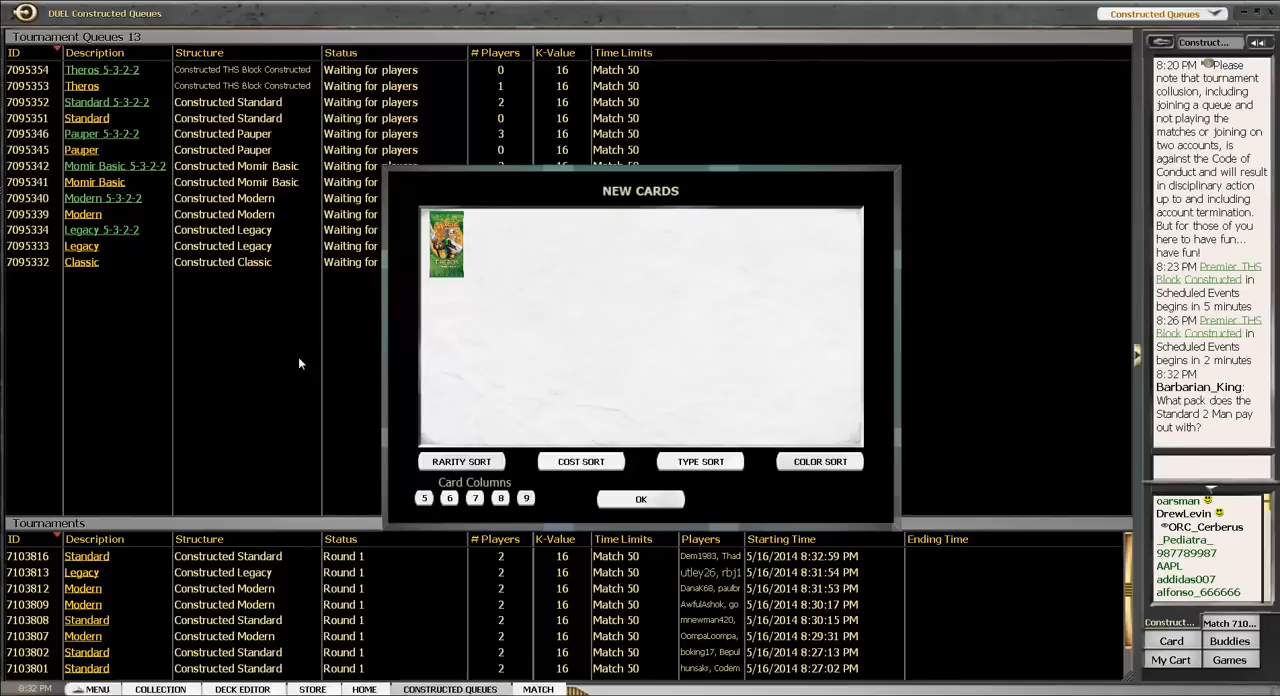 DUEL Constructed Queues
Constructed Queues
Tournament Queues 13
ID Description Structure Status # Players K-Value Time Limits
7095354 Theros 5-3-2-2 Constructed THS Block Constructed Waiting for players 0 16 Match 50
7095353 Theros Constructed THS Block Constructed Waiting for players 1 16 Match 50
7095352 Standard 5-3-2-2 Constructed Standard Waiting for players 2 16 Match 50
7095351 Standard Constructed Standard Waiting for players 0 16 Match 50
7095346 Pauper 5-3-2-2 Constructed Pauper Waiting for players 3 16 Match 50
7095345 Pauper Constructed Pauper Waiting for players 0 16 Match 50
7095342 Momir Basic 5-3-2-2 Constructed Momir Basic Waiting for players 16 Match 50
7095341 Momir Basic Constructed Momir Basic Waiting for
7095340 Modern 5-3-2-2 Constructed Modern Waiting for
7095339 Modern Constructed Modern Waiting for
7095334 Legacy 5-3-2-2 Constructed Legacy Waiting for
7095333 Legacy Constructed Legacy Waiting for
7095332 Classic Constructed Classic Waiting for
NEW CARDS
THEROS
RARITY SORT COST SORT TYPE SORT COLOR SORT
Card Columns
5 6 7 8 9 OK
Tournaments
ID Description Structure Status # Players K-Value Time Limits Players Starting Time Ending Time
7103816 Standard Constructed Standard Round 1 2 16 Match 50 Dem1983, Thad 5/16/2014 8:32:59 PM
7103813 Legacy Constructed Legacy Round 1 2 16 Match 50 utley26, rbj1 5/16/2014 8:31:54 PM
7103812 Modern Constructed Modern Round 1 2 16 Match 50 DanaK68, paulbr 5/16/2014 8:31:53 PM
7103809 Modern Constructed Modern Round 1 2 16 Match 50 AwfulAshok, go 5/16/2014 8:30:17 PM
7103808 Standard Constructed Standard Round 1 2 16 Match 50 mnewman420, 5/16/2014 8:30:15 PM
7103807 Modern Constructed Modern Round 1 2 16 Match 50 OompaLoompa, 5/16/2014 8:29:31 PM
7103802 Standard Constructed Standard Round 1 2 16 Match 50 boking17, Bepul 5/16/2014 8:27:13 PM
7103801 Standard Constructed Standard Round 1 2 16 Match 50 hunsakr, Codem 5/16/2014 8:27:02 PM
Construct...
8:20 PM Please
note that tournament
collusion, including
joining a queue and
not playing the
matches or joining on
two accounts, is
against the Code of
Conduct and will result
in disciplinary action
up to and including
account termination.
But for those of you
here to have fun...
have fun!
8:23 PM Premier THS
Block Constructed in
Scheduled Events
begins in 5 minutes
8:26 PM Premier THS
Block Constructed in
Scheduled Events
begins in 2 minutes
8:32 PM
Barbarian_King:
What pack does the
Standard 2 Man pay
out with?
oarsman
DrewLevin
ORC_Cerberus
_Pediatra_
987789987
AAPL
addidas007
alfonso_666666
Construct... Match 710...
Card Buddies
My Cart Games
8:32 PM MENU COLLECTION DECK EDITOR STORE HOME CONSTRUCTED QUEUES MATCH